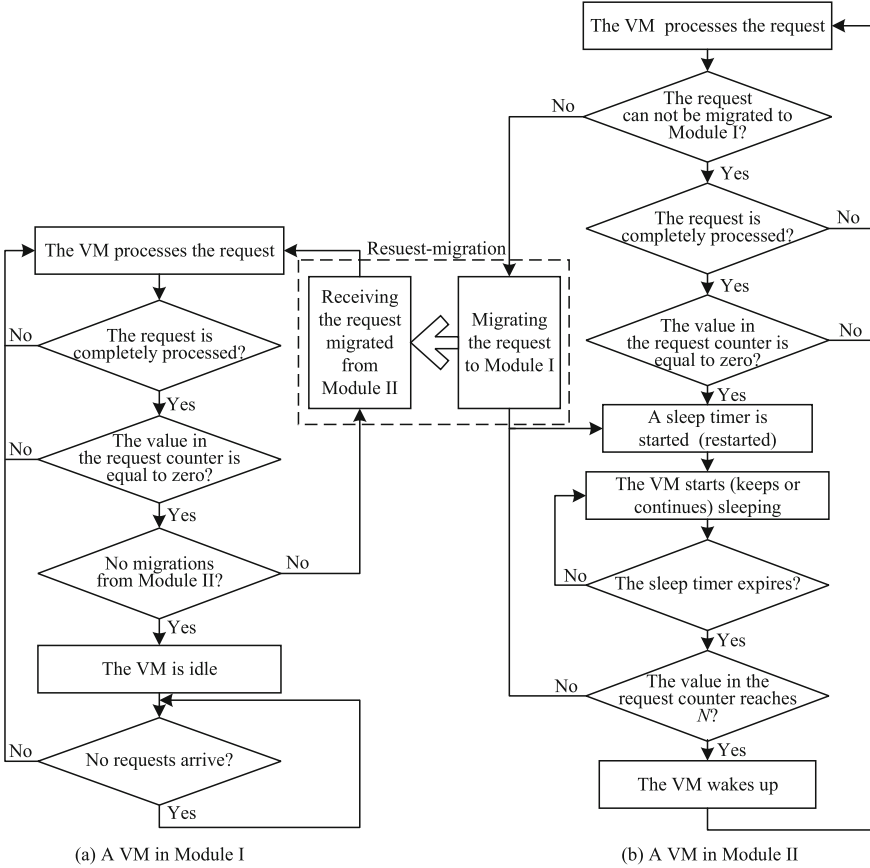 The VM processes the request
The request
can not be migrated to
Module I?
No
Yes
The request is
completely processed?
No
Yes
The value in
the request counter is
equal to zero?
No
Yes
A sleep timer is
started (restarted)
The VM starts (keeps or
continues) sleeping
The sleep timer expires?
No
Yes
The value in the
request counter reaches
N?
No
Yes
The VM wakes up
(b) A VM in Module II
Resuest-migration
Migrating
the request
to Module I
Receiving
the request
migrated
from
Module II
The VM processes the request
The request is
completely processed?
No
Yes
The value in
the request counter is
equal to zero?
No
Yes
No migrations
from Module II?
No
Yes
The VM is idle
No requests arrive?
No
Yes
(a) A VM in Module I